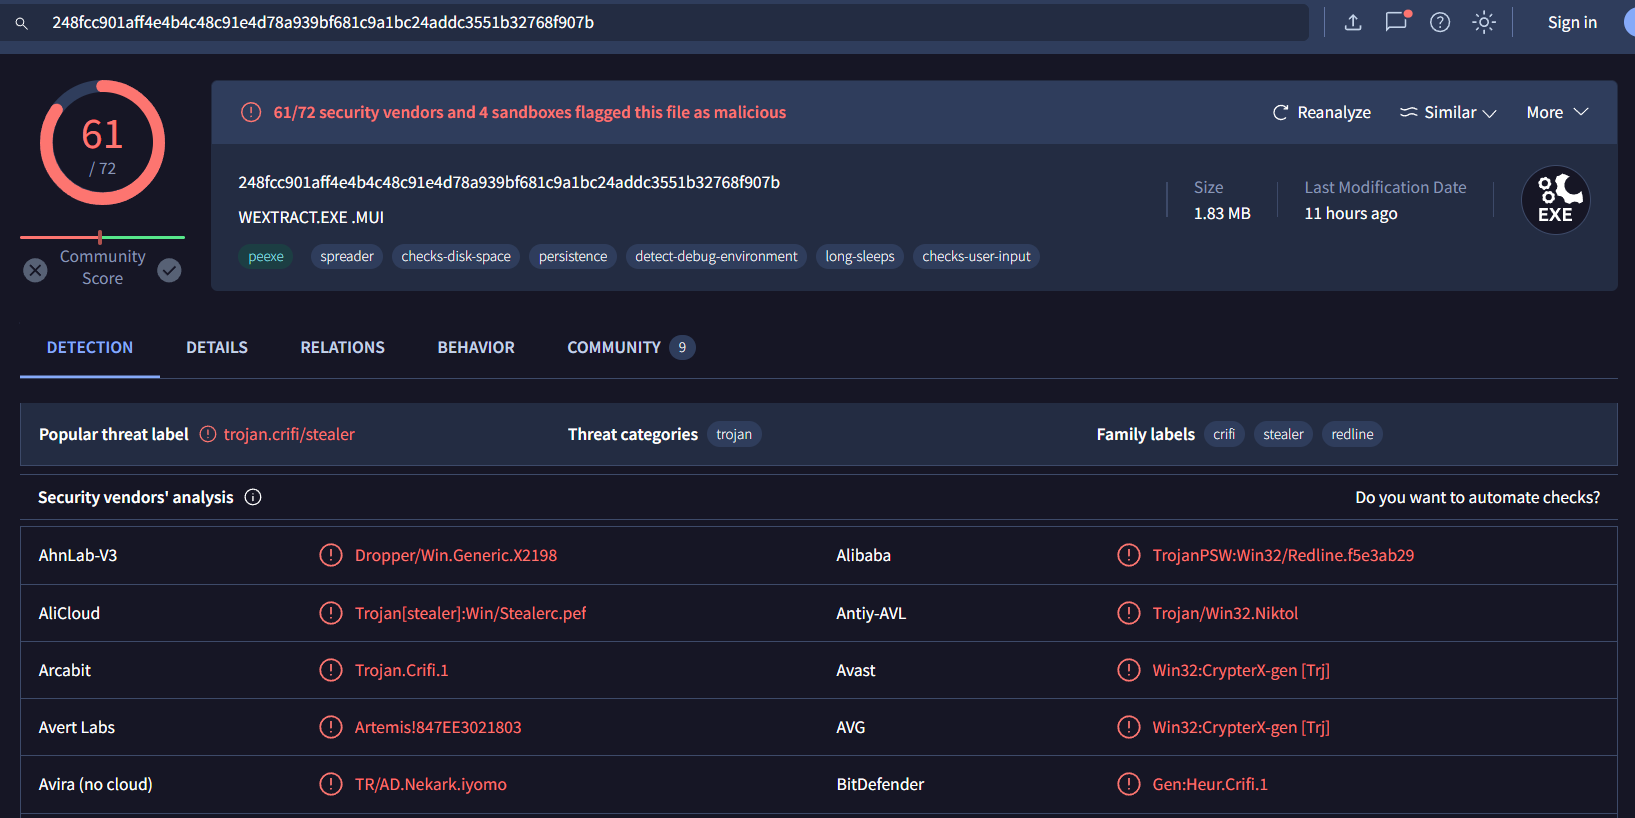 248fcc901aff4e4b4c48c91e4d78a939bf681c9a1bc24addc3551b32768f907b
Sign in
61
/ 72
Community
Score
61/72 security vendors and 4 sandboxes flagged this file as malicious
Reanalyze
Similar
More
248fcc901aff4e4b4c48c91e4d78a939bf681c9a1bc24addc3551b32768f907b
WEXTRACT.EXE .MUI
peexe spreader checks-disk-space persistence detect-debug-environment long-sleeps checks-user-input
Size
1.83 MB
Last Modification Date
11 hours ago
EXE
DETECTION DETAILS RELATIONS BEHAVIOR COMMUNITY 9
Popular threat label trojan.crifi/stealer Threat categories trojan Family labels crifi stealer redline
Security vendors' analysis Do you want to automate checks?
AhnLab-V3 Dropper/Win.Generic.X2198 Alibaba TrojanPSW:Win32/Redline.f5e3ab29
AliCloud Trojan[stealer]:Win/Stealerc.pef Antiy-AVL Trojan/Win32.Niktol
Arcabit Trojan.Crifi.1 Avast Win32:CrypterX-gen [Trj]
Avert Labs Artemis!847EE3021803 AVG Win32:CrypterX-gen [Trj]
Avira (no cloud) TR/AD.Nekark.iyomo BitDefender Gen:Heur.Crifi.1